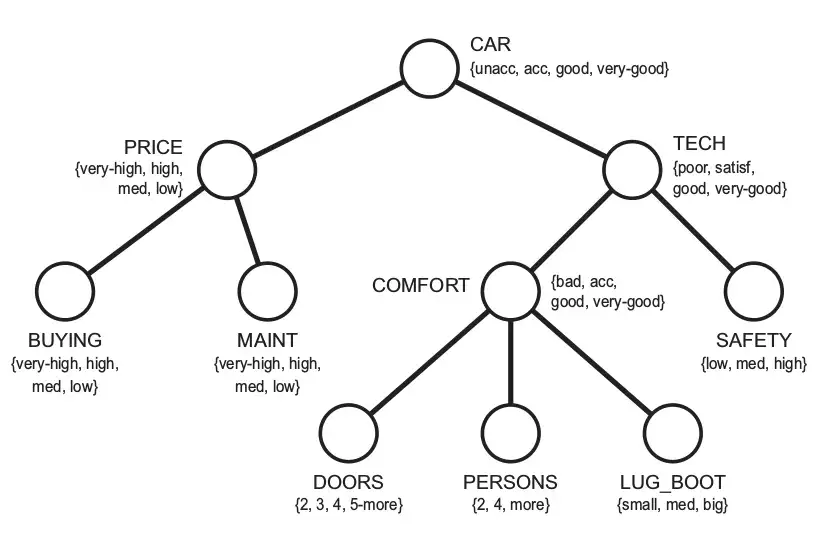 CAR
{unacc, acc, good, very-good}
PRICE
{very-high, high,
med, low}
TECH
{poor, satisf,
good, very-good}
BUYING
{very-high, high,
med, low}
MAINT
{very-high, high,
med, low}
COMFORT
{bad, acc,
good, very-good}
SAFETY
{low, med, high}
DOORS
{2, 3, 4, 5-more}
PERSONS
{2, 4, more}
LUG_BOOT
{small, med, big}